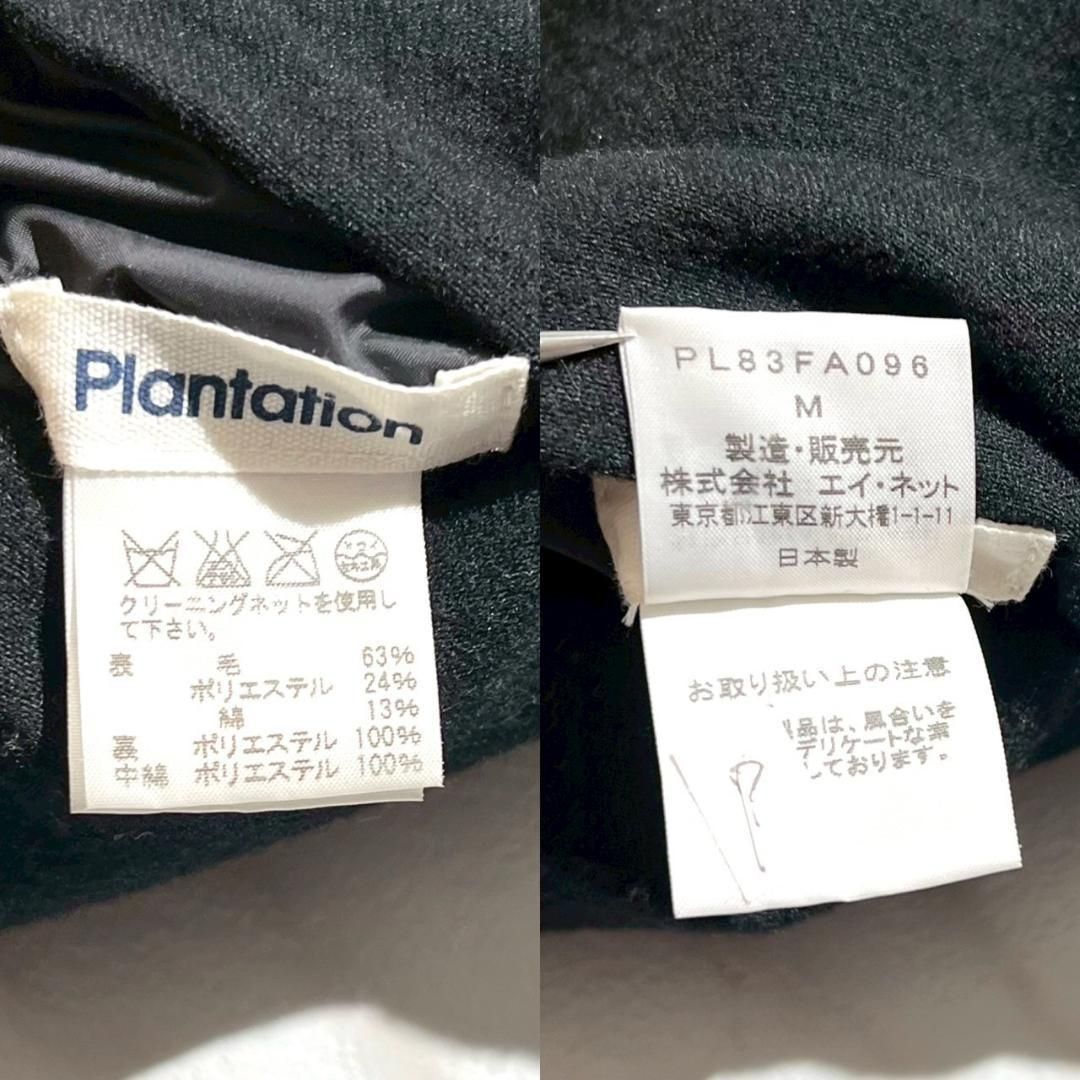 Plantation
クリーニングネットを使用し
て下さい。
表 毛 63%
ポリエステル 24%
綿 13%
裏 ポリエステル 100%
中綿 ポリエステル 100%
PL83FA096
M
製造・販売元
株式会社 エイ・ネット
東京都江東区新大橋1-1-11
日本製
お取り扱い上の注意
品は、風合いを
デリケートな素
しております。